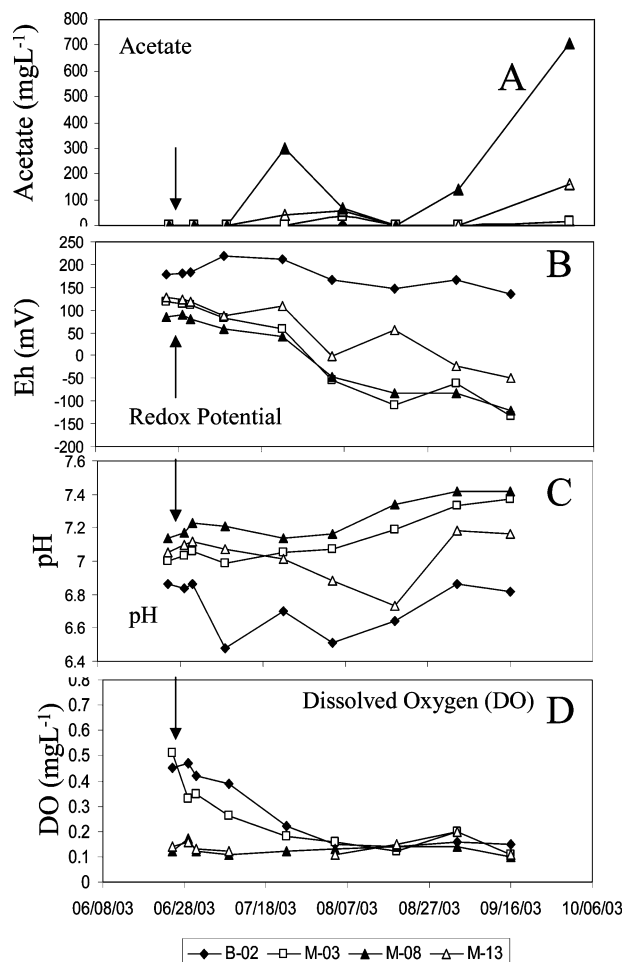 800
700
600
500
400
300
200
100
0
Acetate (mgL-1)
Acetate
A
250
200
150
100
50
0
-50
-100
-150
-200
Eh (mV)
B
Redox Potential
7.6
7.4
7.2
7
6.8
6.6
6.4
pH
C
pH
0.8
0.7
0.6
0.5
0.4
0.3
0.2
0.1
0
DO (mgL-1)
Dissolved Oxygen (DO)
D
06/08/03 06/28/03 07/18/03 08/07/03 08/27/03 09/16/03 10/06/03
B-02 M-03 M-08 M-13